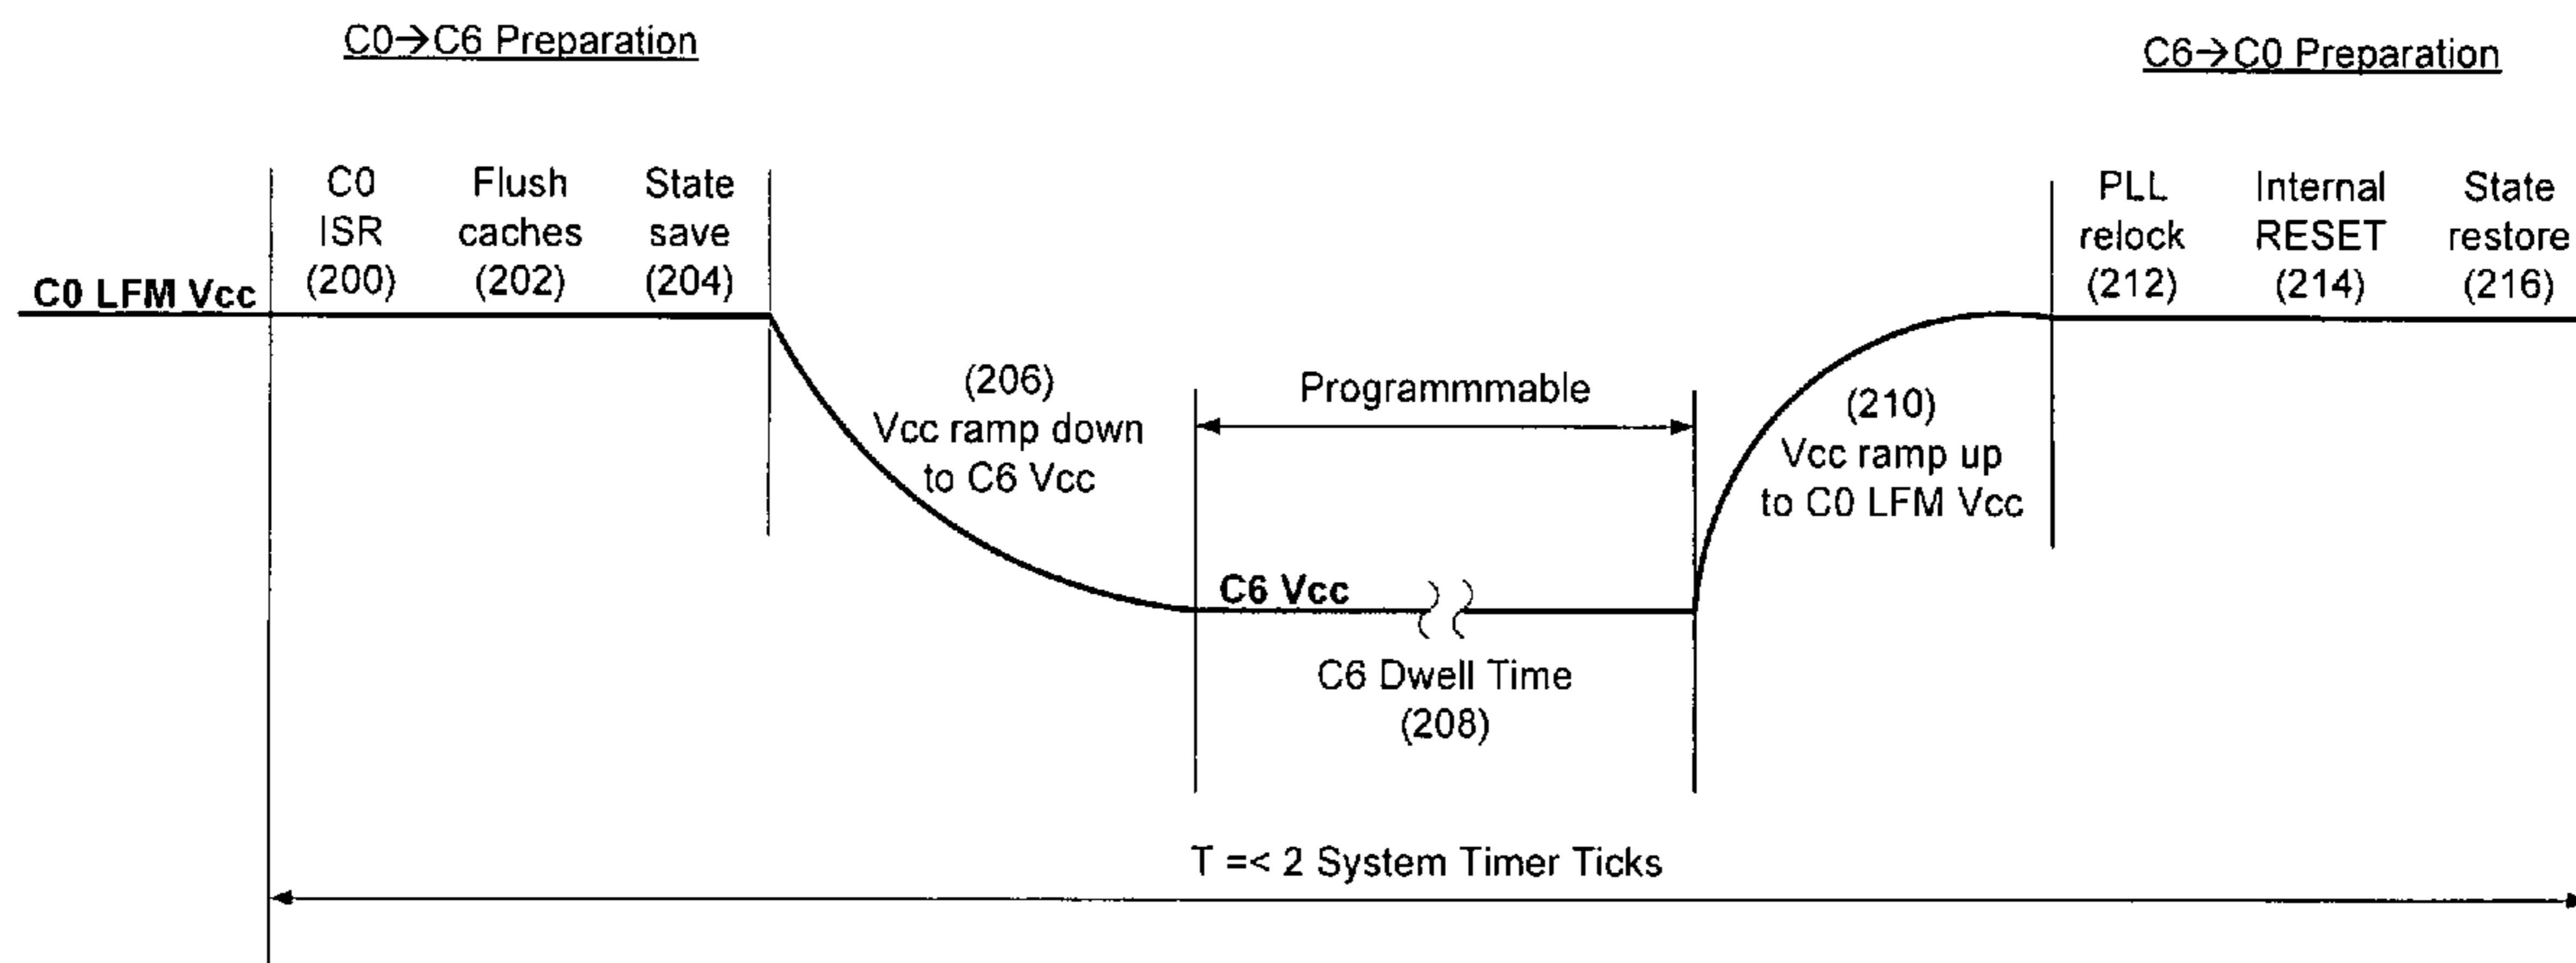 C0→C6 Preparation
C6→C0 Preparation
C0
ISR
(200)
Flush
caches
(202)
State
save
(204)
PLL
relock
(212)
Internal
RESET
(214)
State
restore
(216)
C0 LFM Vcc
(206)
Vcc ramp down
to C6 Vcc
Programmmable
(210)
Vcc ramp up
to C0 LFM Vcc
C6 Vcc
C6 Dwell Time
(208)
T =< 2 System Timer Ticks